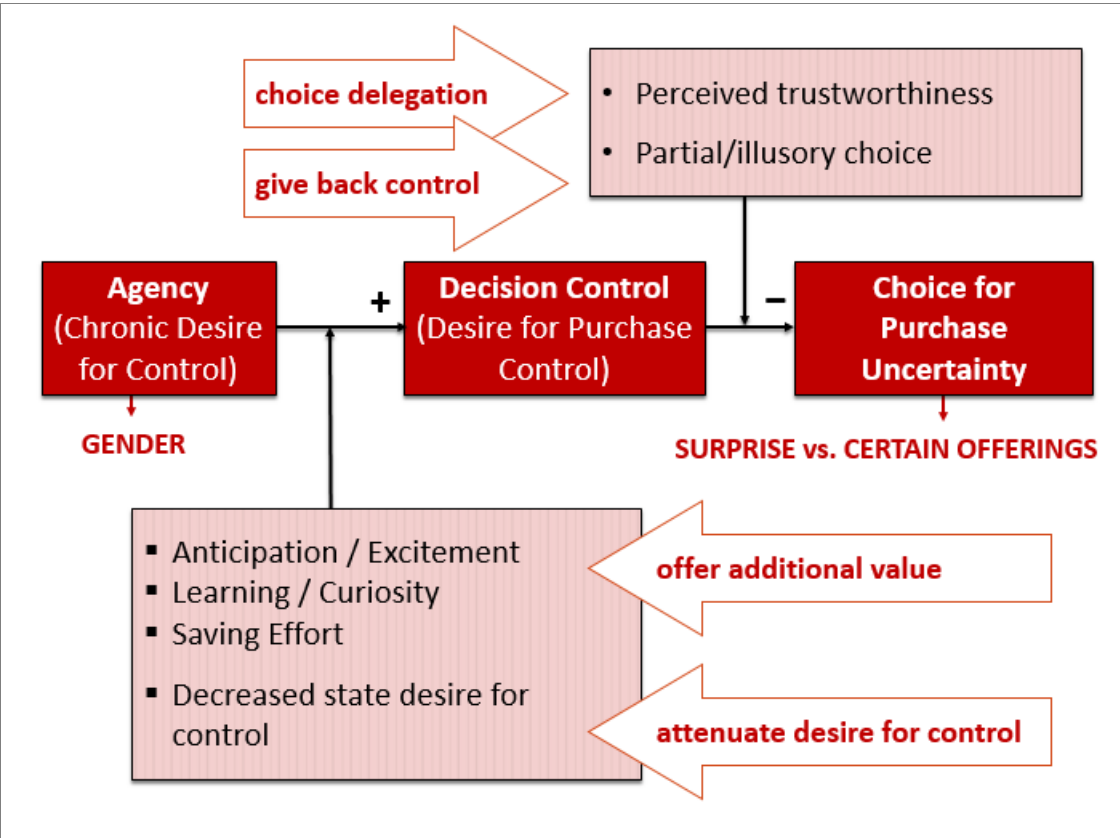 choice delegation
give back control
• Perceived trustworthiness
• Partial/illusory choice
Agency
(Chronic Desire
for Control)
+
Decision Control
(Desire for Purchase
Control)
–
Choice for
Purchase
Uncertainty
GENDER
SURPRISE vs. CERTAIN OFFERINGS
▪ Anticipation / Excitement
▪ Learning / Curiosity
▪ Saving Effort
▪ Decreased state desire for
control
offer additional value
attenuate desire for control